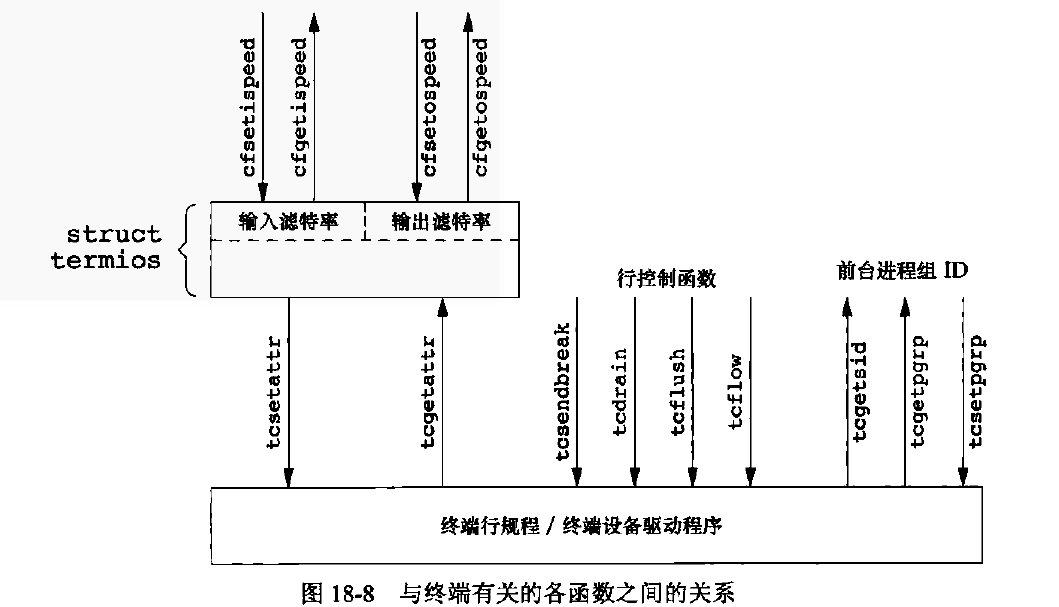 cfsetispeed
cfgetispeed
cfsetospeed
cfgetospeed
struct
termios
输入滤特率
输出滤特率
行控制函数
前台进程组 ID
tcsetattr
tcgetattr
tcsendbreak
tcdrain
tcflush
tcflow
tcgetsid
tcgetpgrp
tcsetpgrp
终端行规程 / 终端设备驱动程序
图 18-8 与终端有关的各函数之间的关系